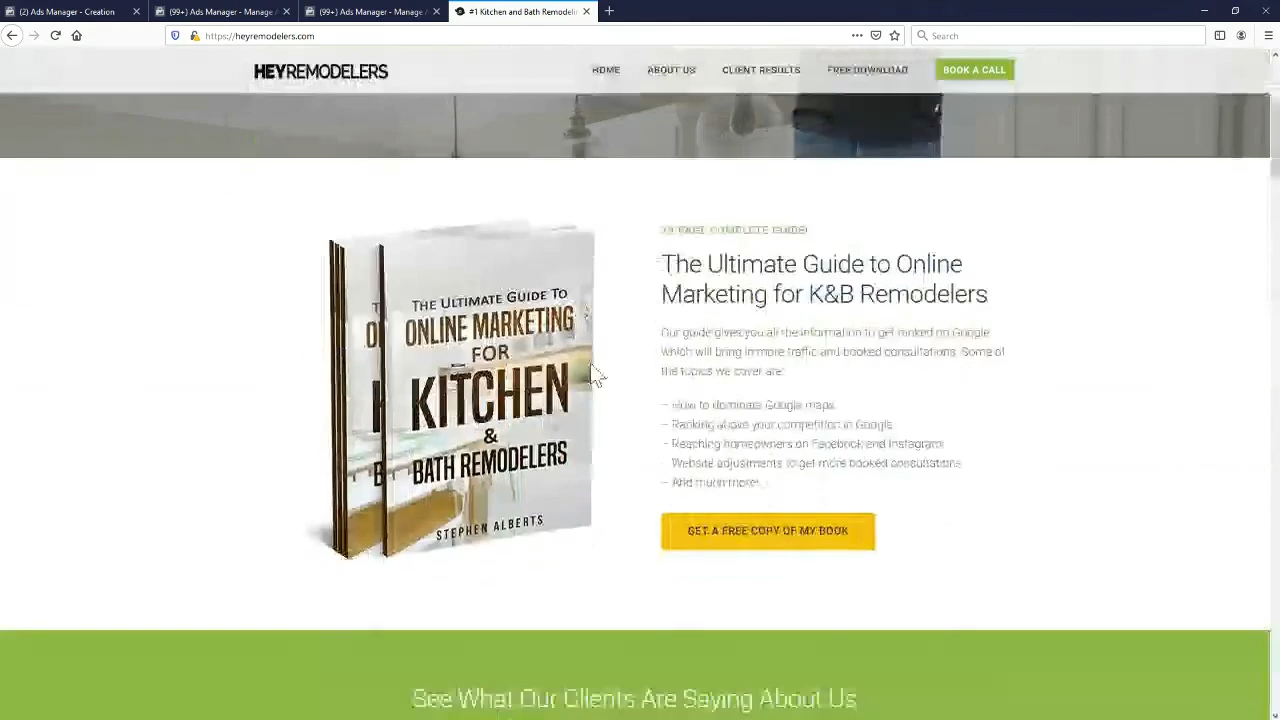 (2) Ads Manager - Creation
(99+) Ads Manager - Manage A
(99+) Ads Manager - Manage A
#1 Kitchen and Bath Remodelin
https://heyremodelers.com
Search
HEYREMODELERS
HOME
ABOUT US
CLIENT RESULTS
FREE DOWNLOAD
BOOK A CALL
THE ULTIMATE GUIDE TO
ONLINE MARKETING
FOR
KITCHEN
&
BATH REMODELERS
STEPHEN ALBERTS
COMPLETE GUIDE
The Ultimate Guide to Online
Marketing for K&B Remodelers
Our guide gives you all the information to get ranked on Google
which will bring in more traffic and booked consultations. Some of
the topics we cover are:
– How to dominate Google maps
– Ranking above your competition in Google
– Reaching homeowners on Facebook and Instagram
– Website adjustments to get more booked consultations
– And much more!
GET A FREE COPY OF MY BOOK
See What Our Clients Are Saying About Us